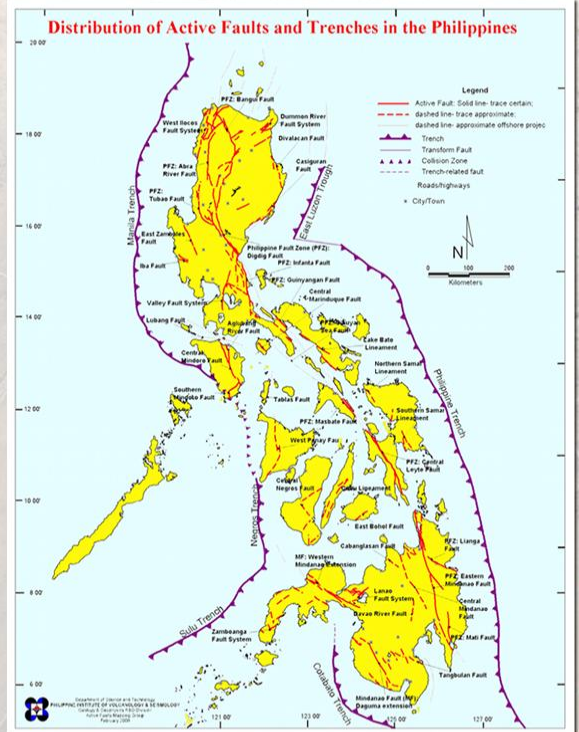 Distribution of Active Faults and Trenches in the Philippines
20 00'
18 00'
16 00'
14 00'
12 00'
10 00'
8 00'
6 00'
121 00
123 00
125 00
127 00
Legend
Active Fault: Solid line- trace certain;
dashed line- trace approximate;
dashed line- approximate offshore projec
Trench
Transform Fault
Collision Zone
Trench-related fault
Roads/highways
City/Town
N
0 100 200
Kilometers
PFZ: Bangui Fault
West Ilocos
Fault System
Dummon River
Fault System
Divalacan Fault
PFZ: Abra
River Fault
Casiguran
Fault
PFZ:
Tubao Fault
Manila Trench
East Luzon Trough
East Zambales
Fault
Philippine Fault Zone (PFZ):
Digdig Fault
Iba Fault
PFZ: Infanta Fault
PFZ: Guinyangan Fault
Central
Marinduque Fault
Valley Fault System
Lubang Fault
Aglubang
River Fault
Sea Fault
Lake Bato
Lineament
Central
Mindoro Fault
Northern Samar
Lineament
Philippine Trench
Southern
Mindoro Fault
Tablas Fault
Southern Samar
Lineament
PFZ: Masbate Fault
West Panay Fau
PFZ: Central
Leyte Fault
Central
Negros Fault
Cebu Lineament
Negros Trench
East Bohol Fault
Cabanglasan Fault
PFZ: Lianga
Fault
MF: Western
Mindanao Extension
PFZ: Eastern
Mindanao Fault
Lanao
Fault System
Central
Mindanao
Fault
Davao River Fault
Sulu Trench
Zamboanga
Fault System
PFZ: Mati Fault
Cotabato Trench
Tangbulan Fault
Mindanao Fault (MF)
Daguma extension
Department of Science and Technology
PHILIPPINE INSTITUTE OF VOLCANOLOGY & SEISMOLOGY
Active Faults Mapping Group
February 2000